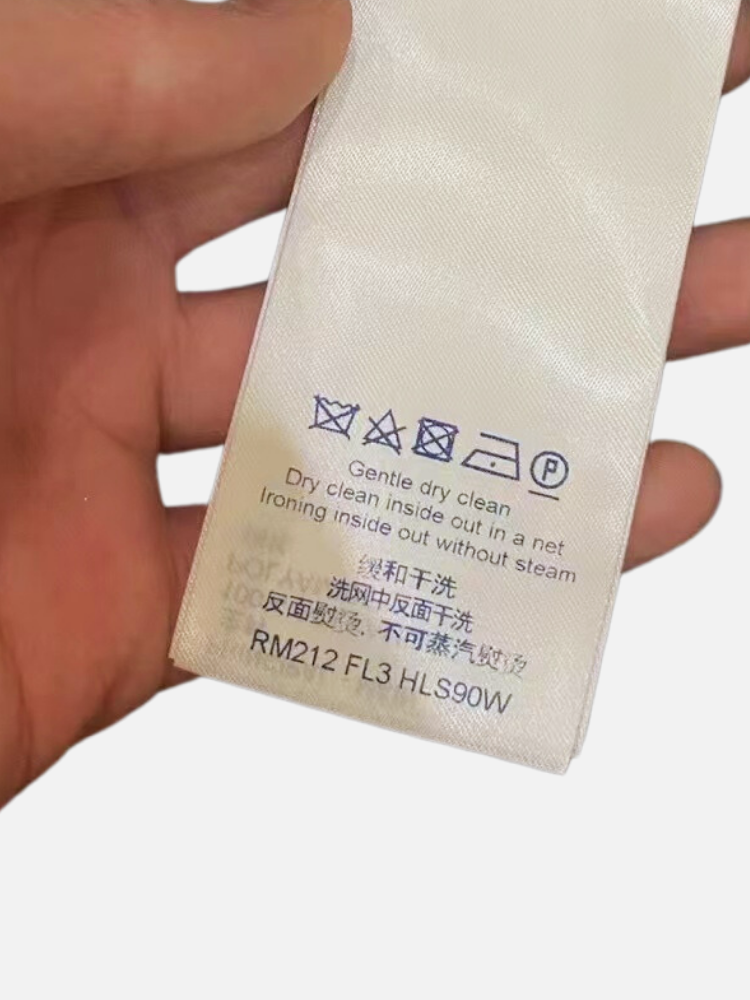 P
Gentle dry clean
Dry clean inside out in a net
Ironing inside out without steam
缓和干洗
洗网中反面干洗
反面熨烫, 不可蒸汽熨烫
RM212 FL3 HLS90W